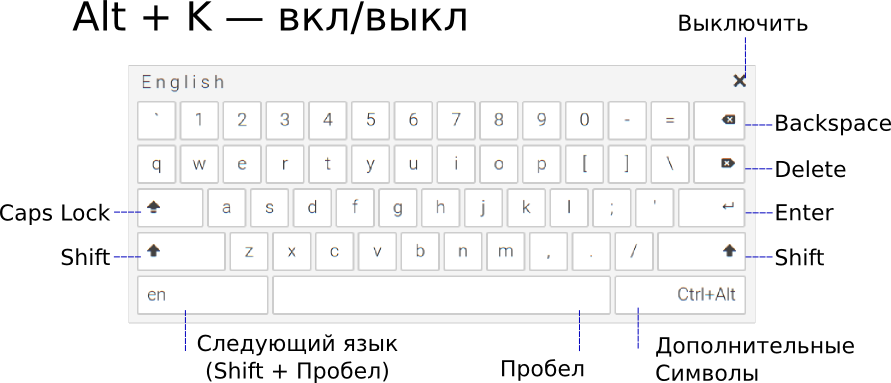 Alt + K — вкл/выкл
Выключить
English
` 1 2 3 4 5 6 7 8 9 0 - =
Backspace
q w e r t y u i o p [ ] \
Delete
Caps Lock
a s d f g h j k l ; '
Enter
Shift
z x c v b n m , . /
Shift
en
Ctrl+Alt
Следующий язык
(Shift + Пробел)
Пробел
Дополнительные
Символы